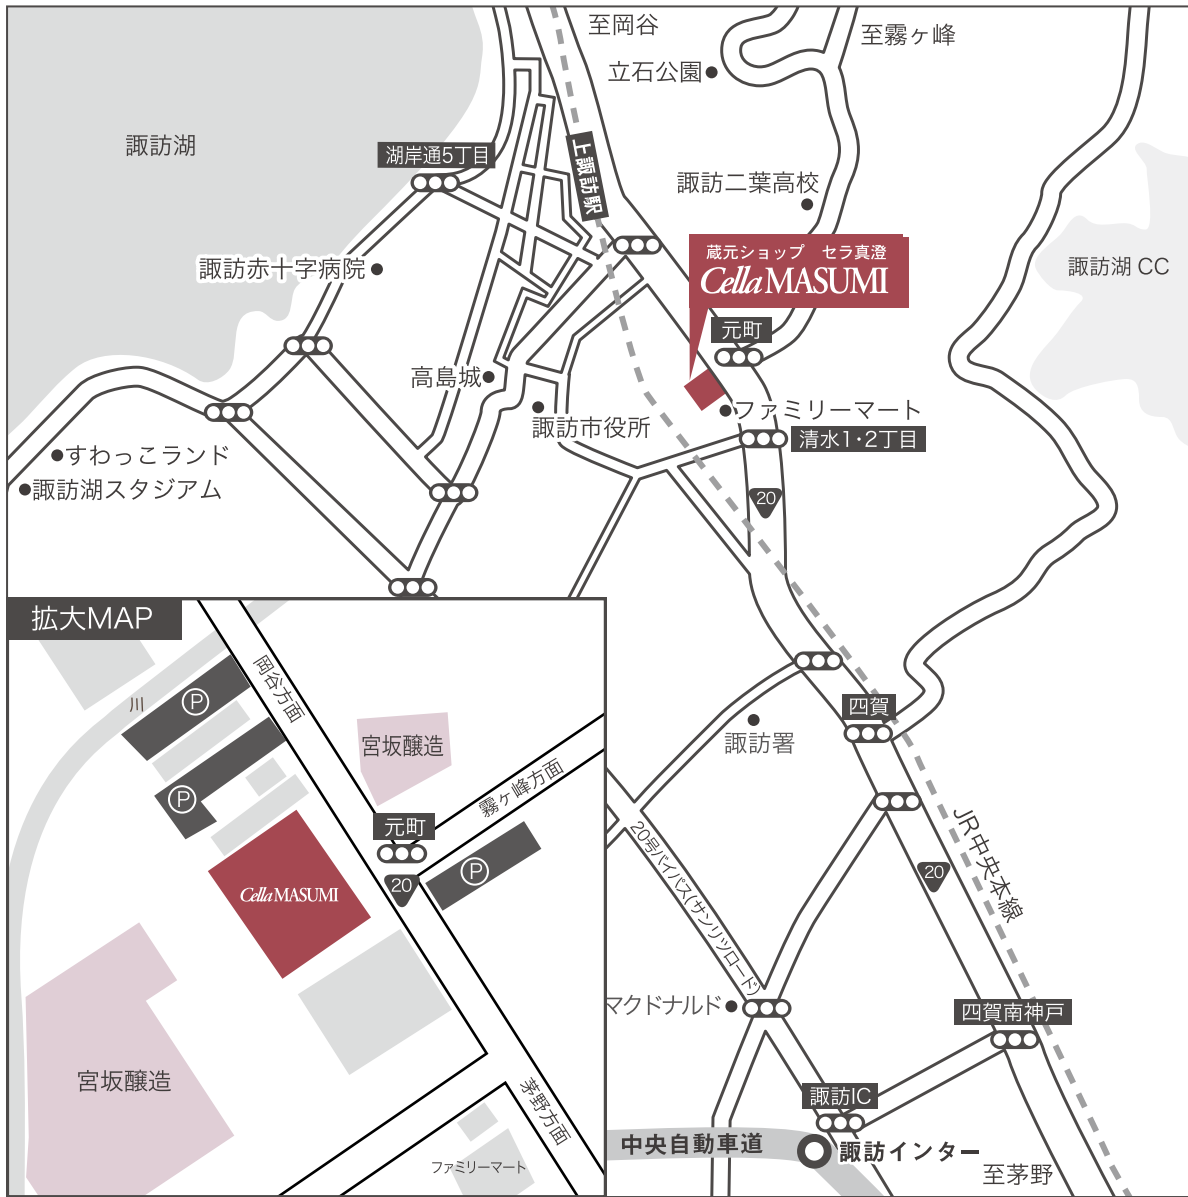 至岡谷
至霧ヶ峰
立石公園
諏訪湖
湖岸通5丁目
上諏訪駅
諏訪二葉高校
蔵元ショップ セラ真澄
Cella MASUMI
諏訪湖 CC
諏訪赤十字病院
元町
高島城
ファミリーマート
諏訪市役所
清水1・2丁目
すわっこランド
諏訪湖スタジアム
20
四賀
諏訪署
JR中央本線
20
20号バイパス(サンリツロード)
マクドナルド
四賀南神戸
諏訪IC
中央自動車道
諏訪インター
至茅野
拡大MAP
川
P
岡谷方面
宮坂醸造
P
霧ヶ峰方面
元町
20
P
Cella MASUMI
宮坂醸造
茅野方面
ファミリーマート